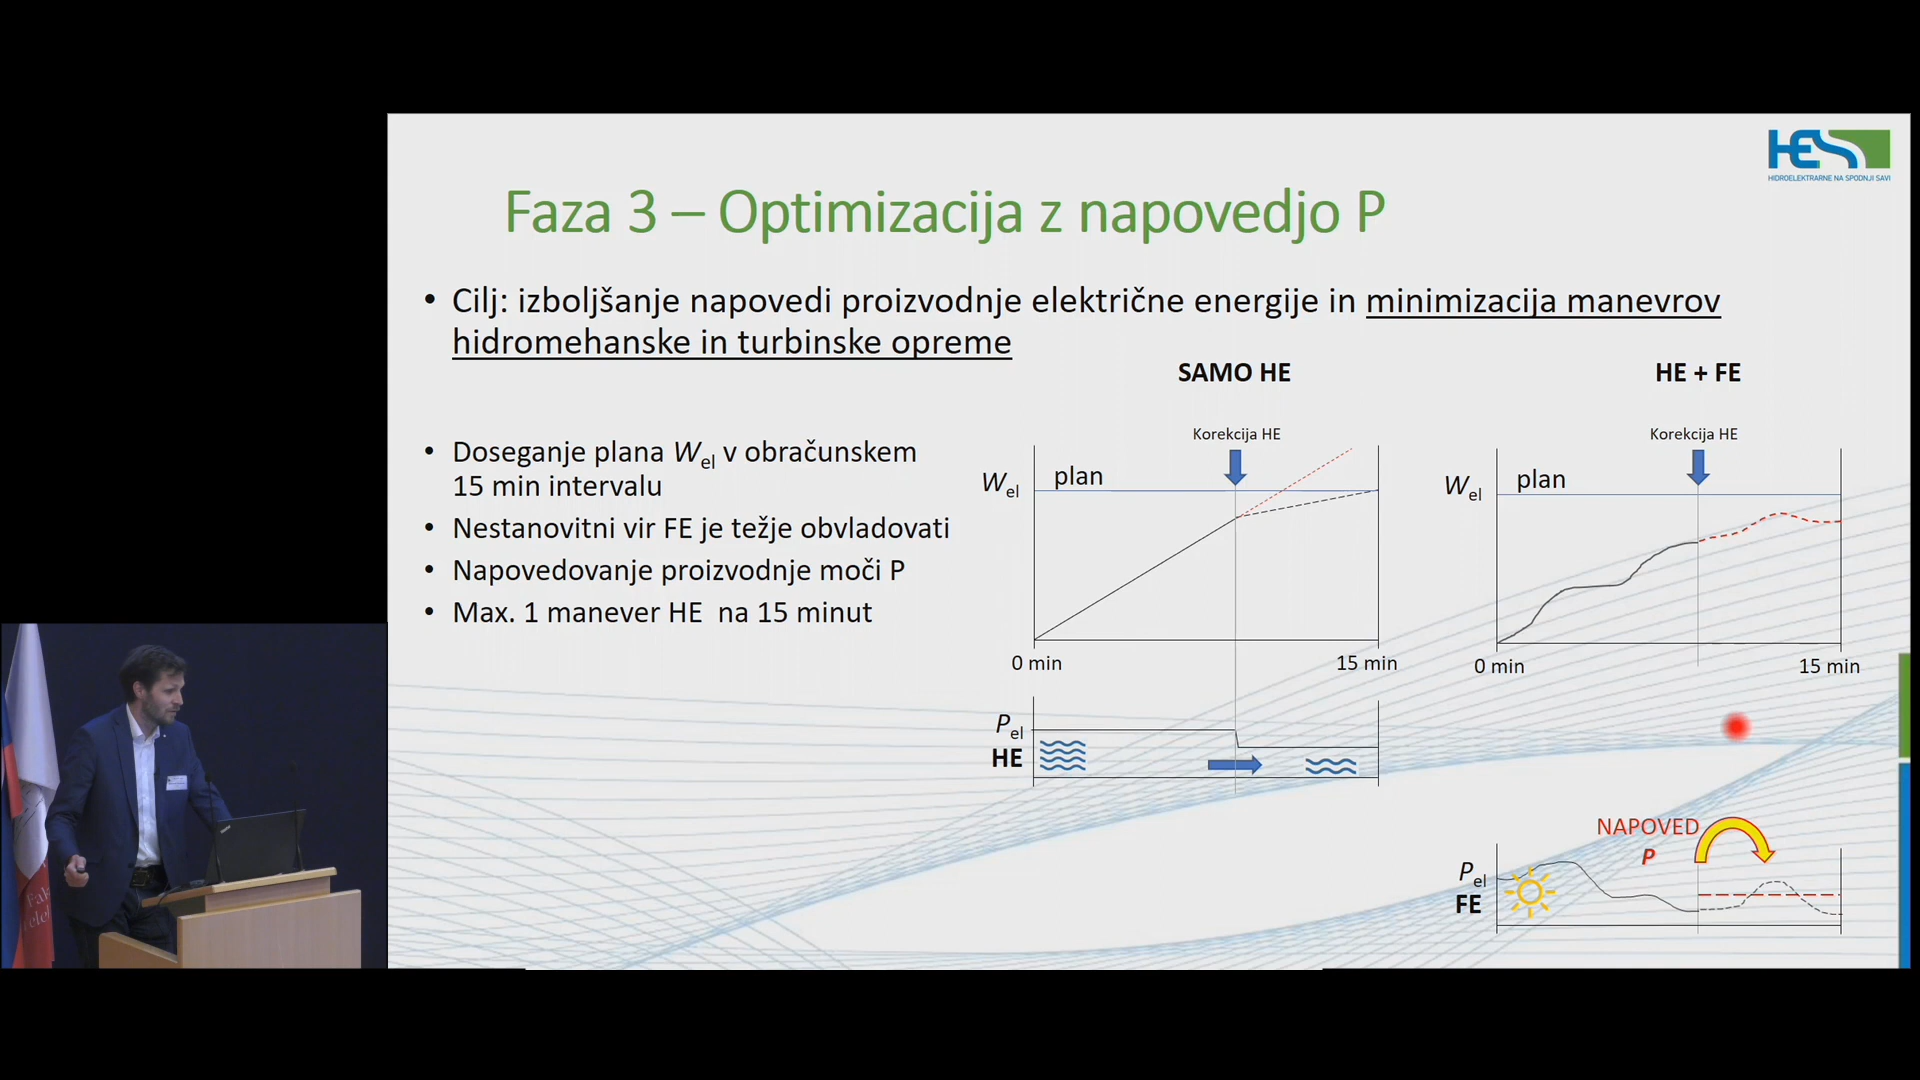 HESS
HIDROELEKTRARNE NA SPODNJI SAVI
Faza 3 – Optimizacija z napovedjo P
• Cilj: izboljšanje napovedi proizvodnje električne energije in minimizacija manevrov
hidromehanske in turbinske opreme
• Doseganje plana Wel v obračunskem
15 min intervalu
• Nestanovitni vir FE je težje obvladovati
• Napovedovanje proizvodnje moči P
• Max. 1 manever HE na 15 minut
SAMO HE
Korekcija HE
Wel
plan
0 min
15 min
Pel
HE
HE + FE
Korekcija HE
Wel
plan
0 min
15 min
NAPOVED
P
Pel
FE